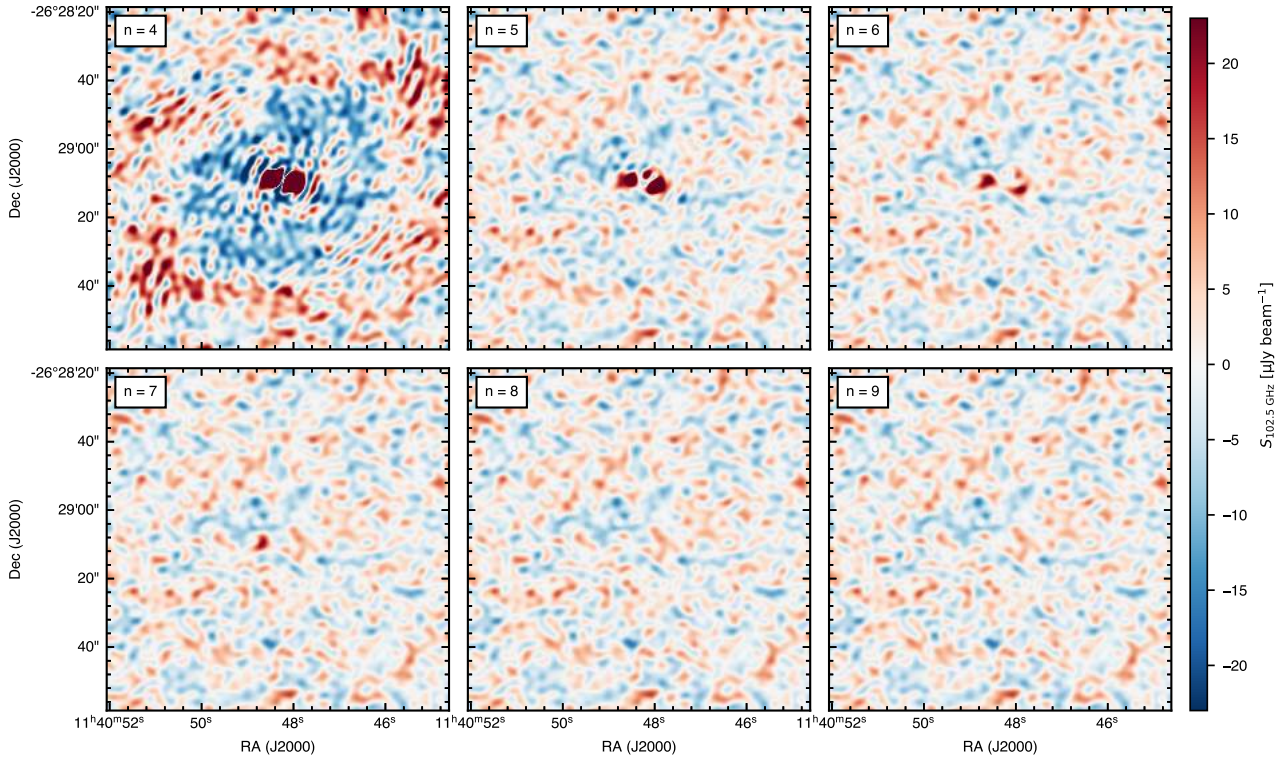 -26°28'20"
n = 4
n = 5
n = 6
20
40"
15
Dec (J2000)
29'00"
10
20"
5
40"
S102.5 GHz [μJy beam−1]
0
-26°28'20"
n = 7
n = 8
n = 9
−5
40"
Dec (J2000)
29'00"
−10
20"
−15
40"
−20
11h40m52s 50s 48s 46s 11h40m52s 50s 48s 46s 11h40m52s 50s 48s 46s
RA (J2000) RA (J2000) RA (J2000)